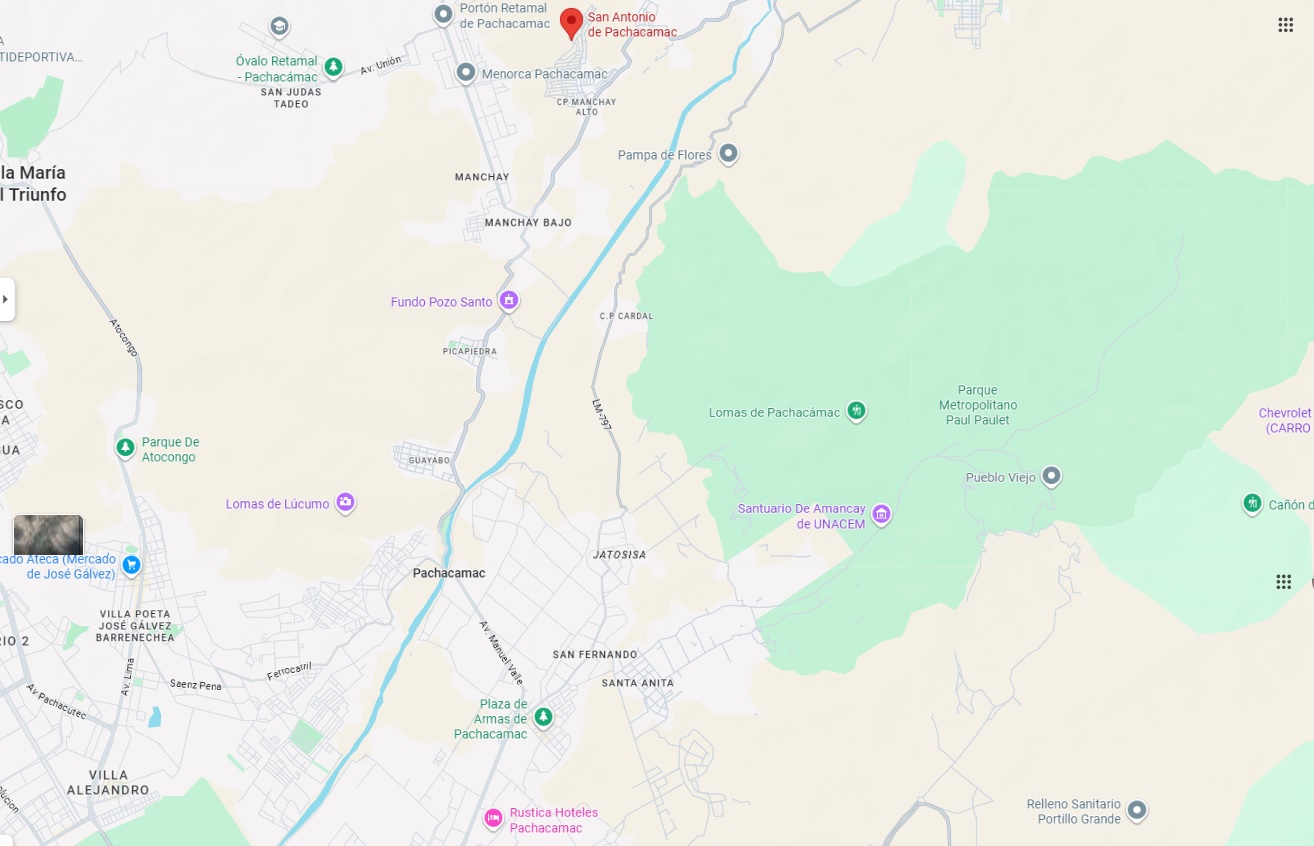 Portón Retamal
de Pachacamac
San Antonio
de Pachacamac
A
TIDEPORTIVA...
Óvalo Retamal
- Pachacámac
Av. Unión
Menorca Pachacamac
SAN JUDAS
TADEO
CP MANCHAY
ALTO
Pampa de Flores
la María
l Triunfo
MANCHAY
MANCHAY BAJO
Fundo Pozo Santo
C.P CARDAL
Atocongo
PICAPIEDRA
Parque
Metropolitano
Paul Paulet
SCO
A
LM-797
Lomas de Pachacámac
Chevrolet
(CARRO
Parque De
Atocongo
UA
GUAYABO
Pueblo Viejo
Lomas de Lúcumo
Santuario De Amancay
de UNACEM
Cañón d
JATOSISA
cado Ateca (Mercado
de José Gálvez)
Pachacamac
VILLA POETA
JOSÉ GÁLVEZ
BARRENECHEA
RIO 2
Av. Manuel Valle
SAN FERNANDO
Ferrocarril
Saenz Pena
Av. Lima
SANTA ANITA
Av Pachacutec
Plaza de
Armas de
Pachacamac
VILLA
ALEJANDRO
olucion
Relleno Sanitario
Portillo Grande
Rustica Hoteles
Pachacamac